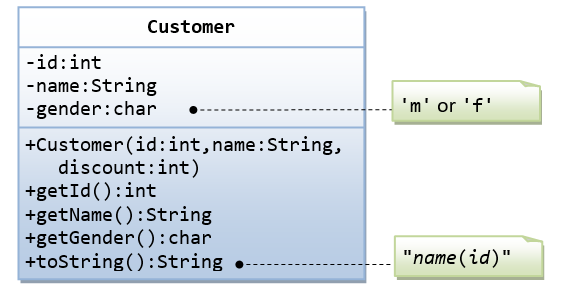 Customer
-id:int
-name:String
-gender:char
'm' or 'f'
+Customer(id:int,name:String,
discount:int)
+getId():int
+getName():String
+getGender():char
+toString():String
"name(id)"